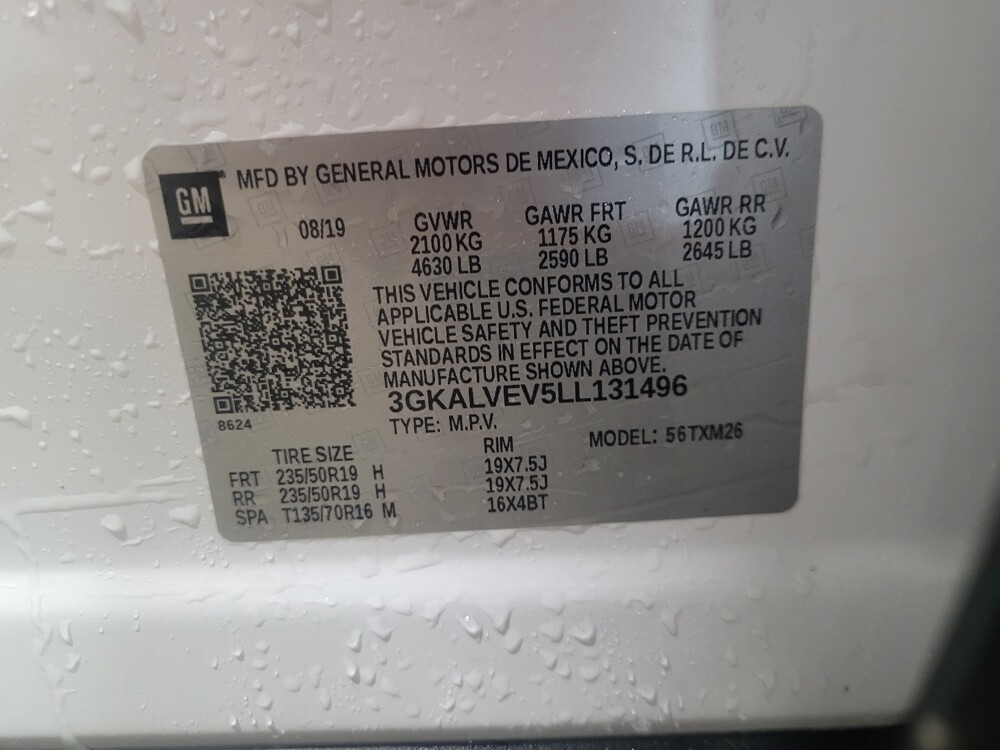 GM
MFD BY GENERAL MOTORS DE MEXICO, S. DE R.L. DE C.V.
08/19
GVWR GAWR FRT GAWR RR
2100 KG 1175 KG 1200 KG
4630 LB 2590 LB 2645 LB
THIS VEHICLE CONFORMS TO ALL
APPLICABLE U.S. FEDERAL MOTOR
VEHICLE SAFETY AND THEFT PREVENTION
STANDARDS IN EFFECT ON THE DATE OF
MANUFACTURE SHOWN ABOVE.
3GKALVEV5LL131496
8624
TYPE: M.P.V. MODEL: 56TXM26
TIRE SIZE RIM
FRT 235/50R19 H 19X7.5J
RR 235/50R19 H 19X7.5J
SPA T135/70R16 M 16X4BT